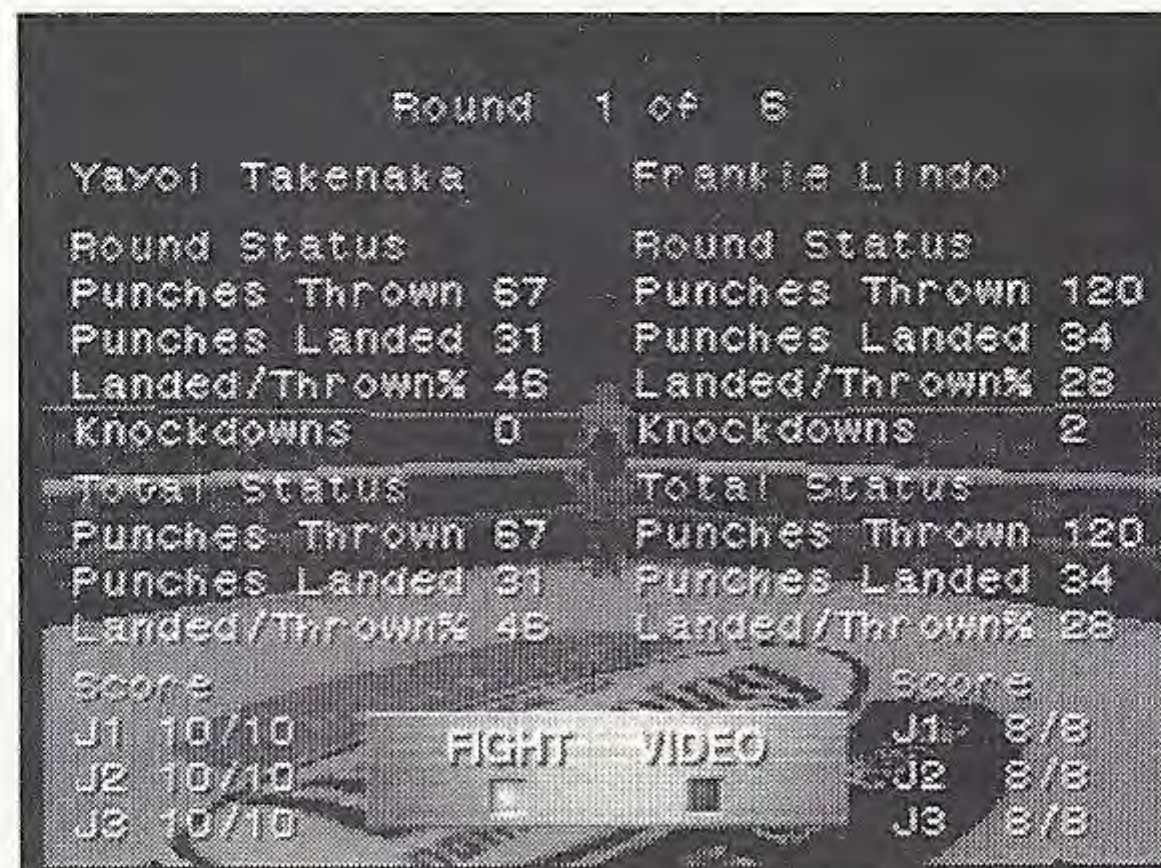 Round 1 of 6
Yayoi Takenaka Frankie Lindo
Round Status Round Status
Punches Thrown 67 Punches Thrown 120
Punches Landed 31 Punches Landed 34
Landed/Thrown% 46 Landed/Thrown% 28
Knockdowns 0 Knockdowns 2
Total Status Total Status
Punches Thrown 67 Punches Thrown 120
Punches Landed 31 Punches Landed 34
Landed/Thrown% 46 Landed/Thrown% 28
Score Score
J1 10/10 FIGHT VIDEO J1 8/8
J2 10/10 J2 8/8
J3 10/10 J3 8/8